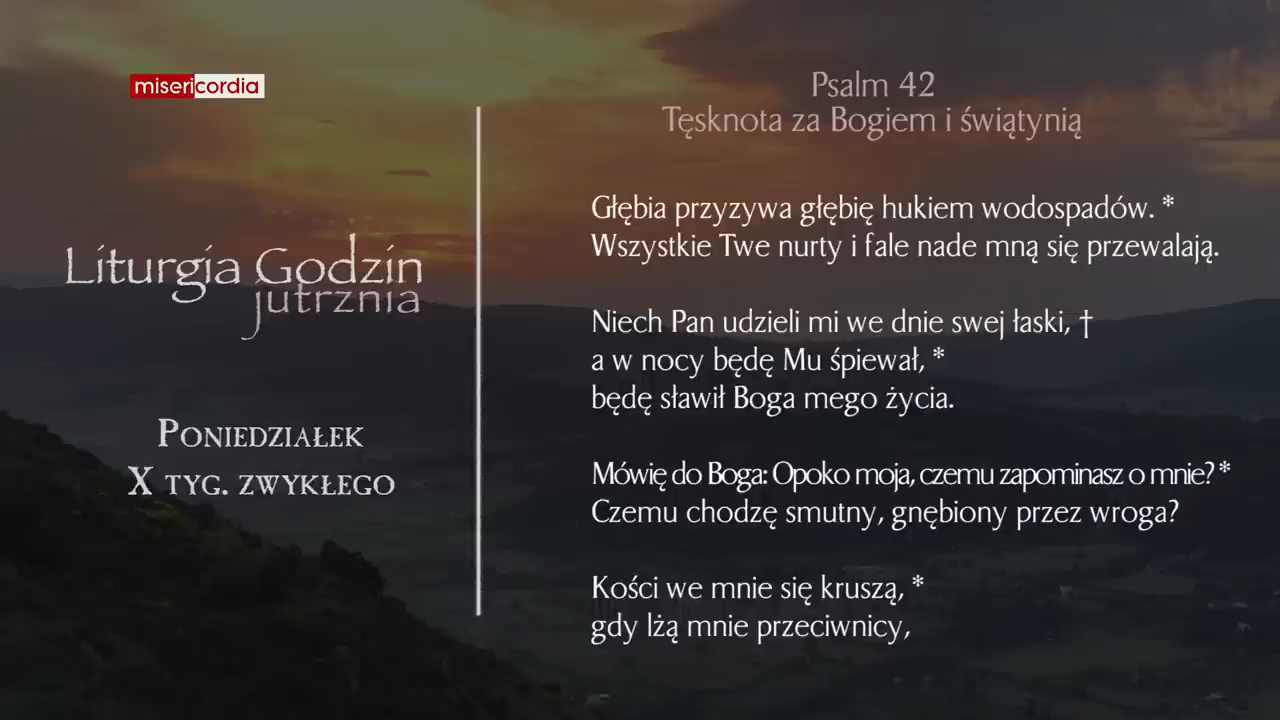 misericordia
Liturgia Godzin
jutrznia
Poniedziałek
X tyg. zwykłego
Psalm 42
Tęsknota za Bogiem i świątynią
Głębia przyzywa głębię hukiem wodospadów. *
Wszystkie Twe nurty i fale nade mną się przewalają.
Niech Pan udzieli mi we dnie swej łaski, †
a w nocy będę Mu śpiewał, *
będę sławił Boga mego życia.
Mówię do Boga: Opoko moja, czemu zapominasz o mnie? *
Czemu chodzę smutny, gnębiony przez wroga?
Kości we mnie się kruszą, *
gdy lżą mnie przeciwnicy,